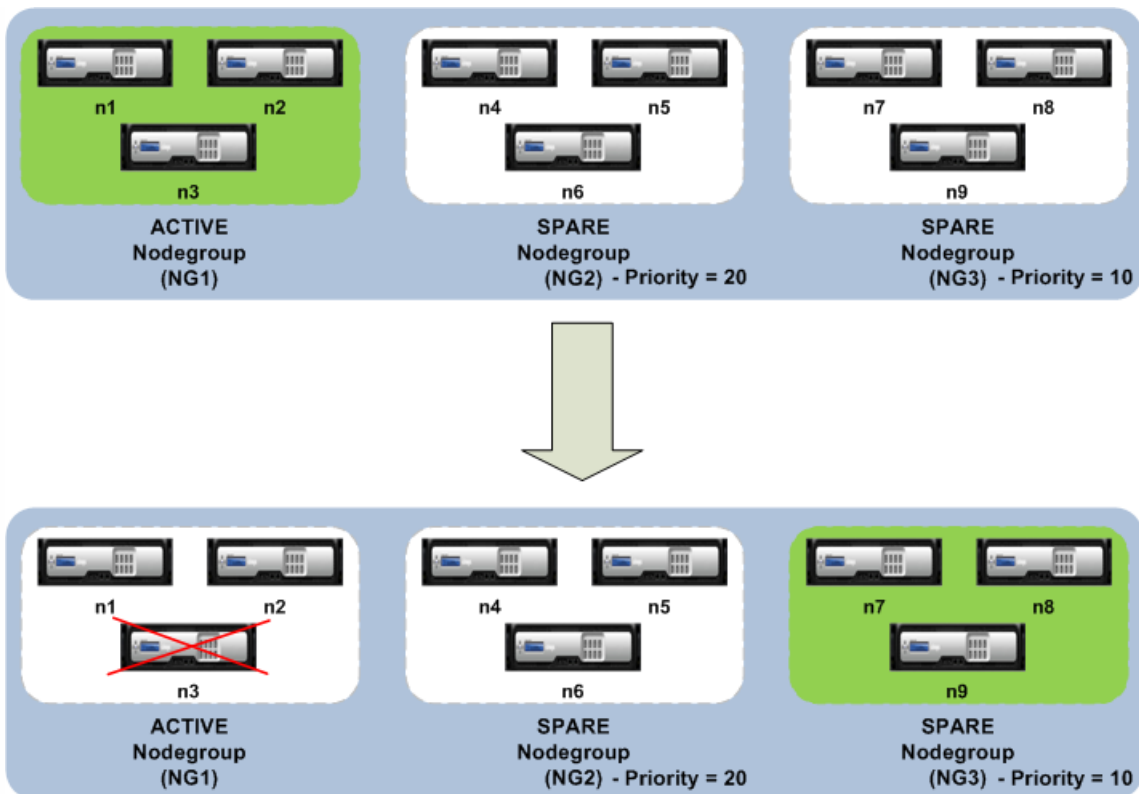 n1 n2 n4 n5 n7 n8
n3 n6 n9
ACTIVE SPARE SPARE
Nodegroup Nodegroup Nodegroup
(NG1) (NG2) - Priority = 20 (NG3) - Priority = 10
n1 n2 n4 n5 n7 n8
n3 n6 n9
ACTIVE SPARE SPARE
Nodegroup Nodegroup Nodegroup
(NG1) (NG2) - Priority = 20 (NG3) - Priority = 10